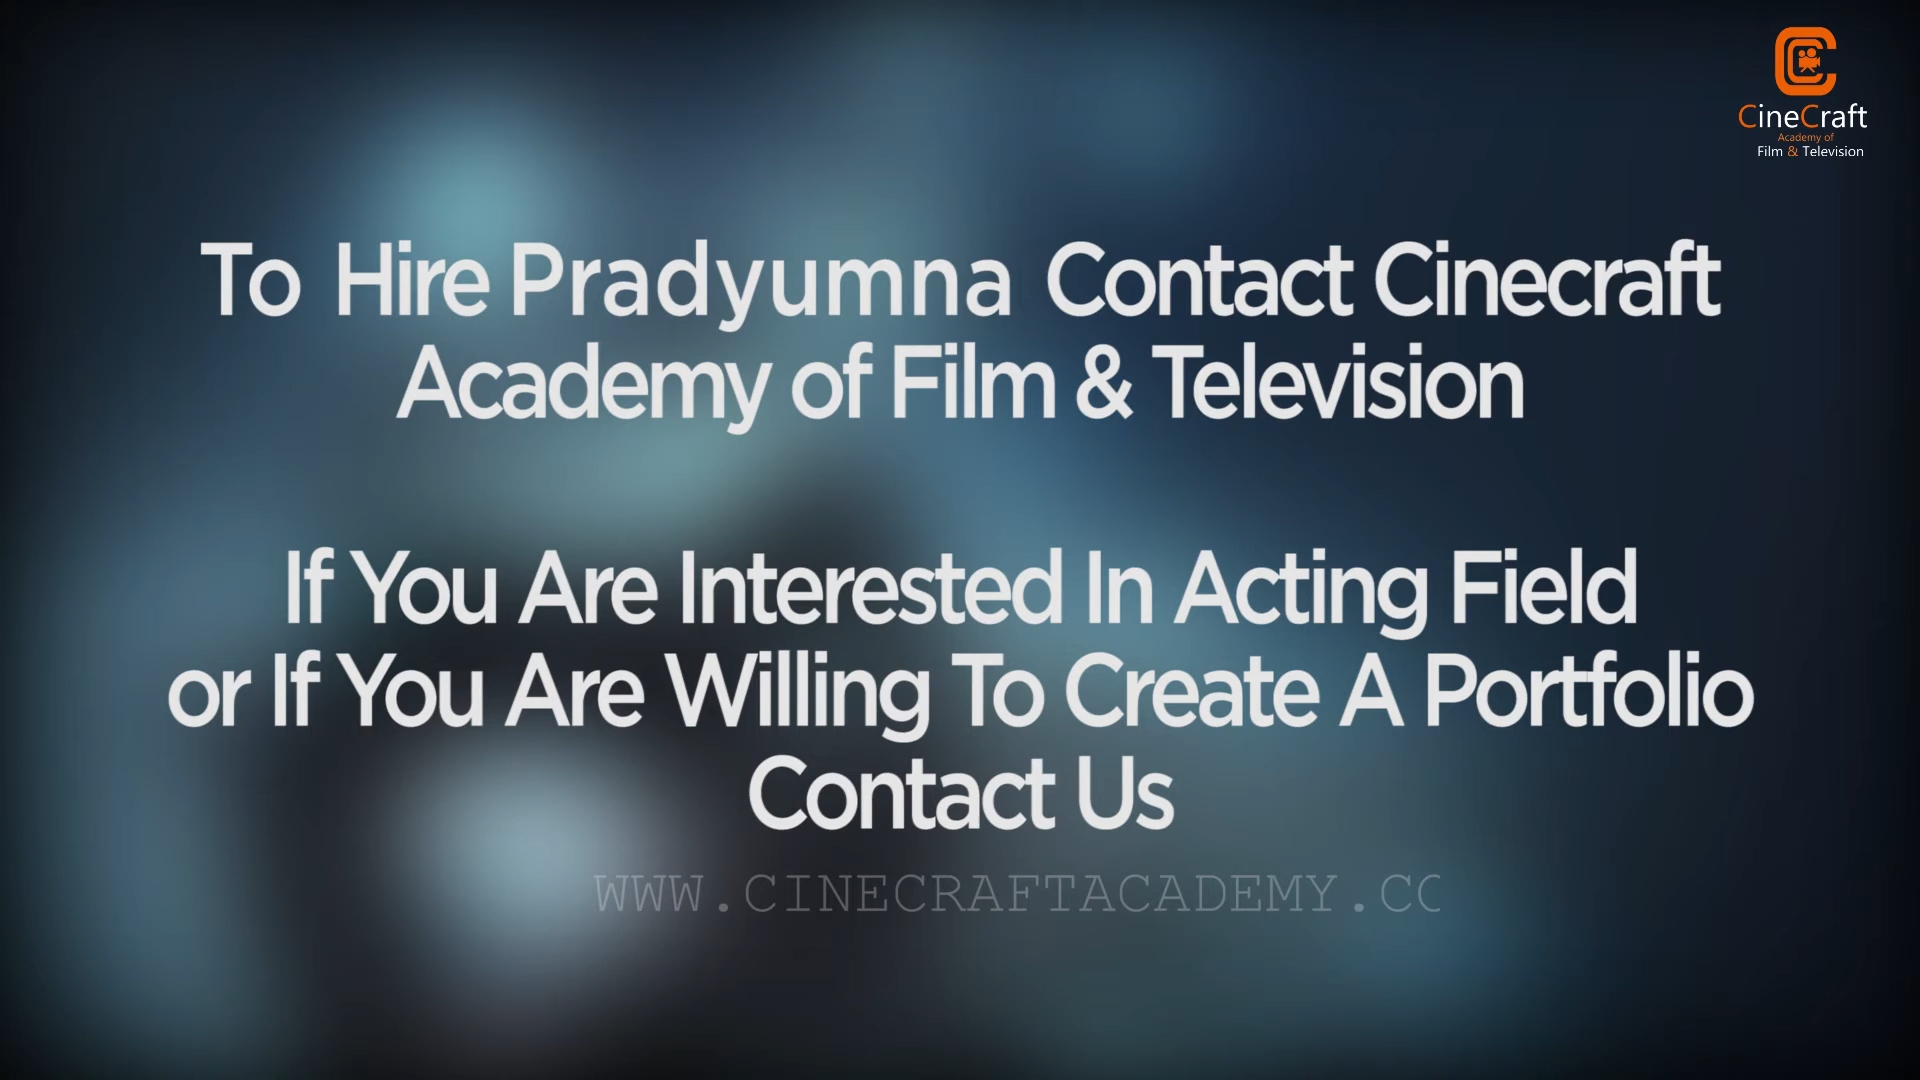 CineCraft
Academy of
Film & Television
To Hire Pradyumna Contact Cinecraft
Academy of Film & Television
If You Are Interested In Acting Field
or If You Are Willing To Create A Portfolio
Contact Us
WWW.CINECRAFTACADEMY.CC